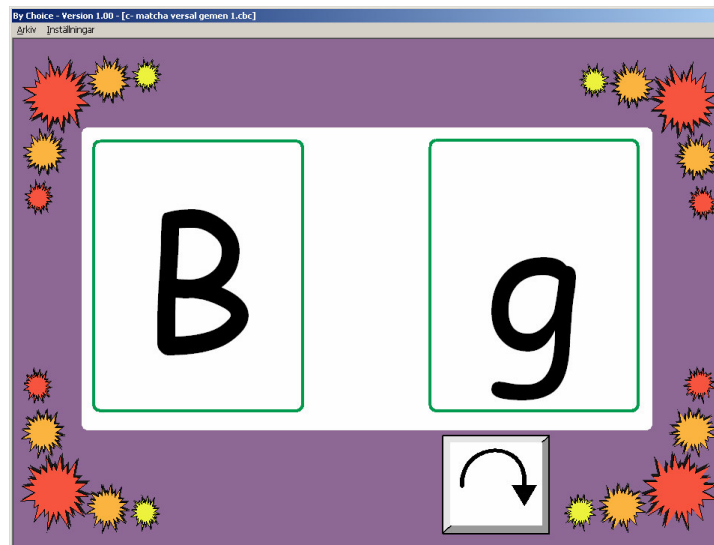 By Choice - Version 1.00 - [c- matcha versal gemen 1.cbc]
Arkiv Inställningar
B g